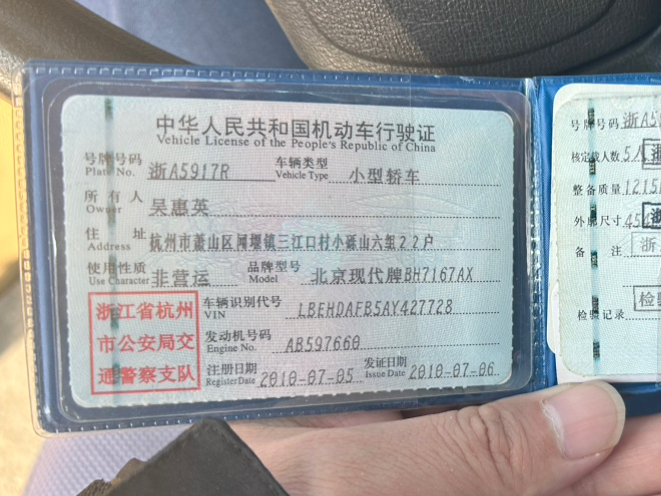 中华人民共和国机动车行驶证
Vehicle License of the People's Republic of China
号牌号码 浙A5917R 车辆类型 小型轿车
Plate No. Vehicle Type
所有人 吴惠英
Owner
住址 杭州市萧山区闻堰镇三江口村小砾山六组22户
Address
使用性质 非营运 品牌型号 北京现代牌BH7167AX
Use Character Model
浙江省杭州
市公安局交
通警察支队
车辆识别代号 LBEHDAFB5AY427728
VIN
发动机号码 AB597660
Engine No.
注册日期 2010-07-05 发证日期 2010-07-06
Register Date Issue Date
号牌号码 浙A5
核定载人数 5人
整备质量 1215
外廓尺寸 454
备注 浙
检验记录